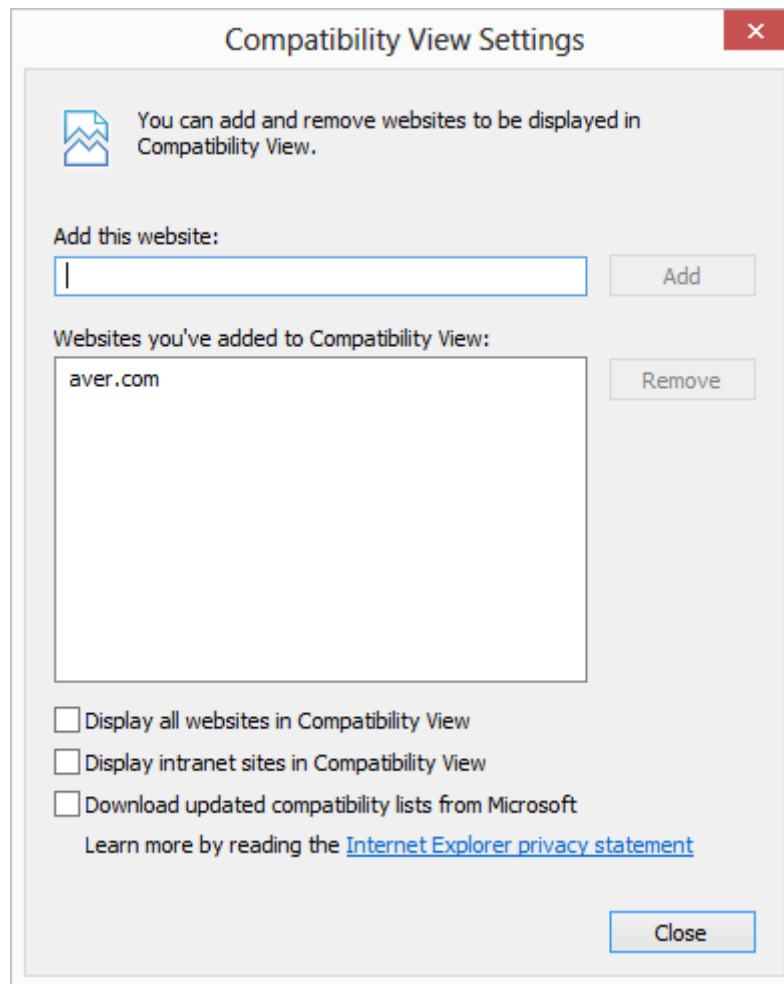 Compatibility View Settings
You can add and remove websites to be displayed in
Compatibility View.
Add this website:
Add
Websites you've added to Compatibility View:
aver.com
Remove
Display all websites in Compatibility View
Display intranet sites in Compatibility View
Download updated compatibility lists from Microsoft
Learn more by reading the Internet Explorer privacy statement
Close